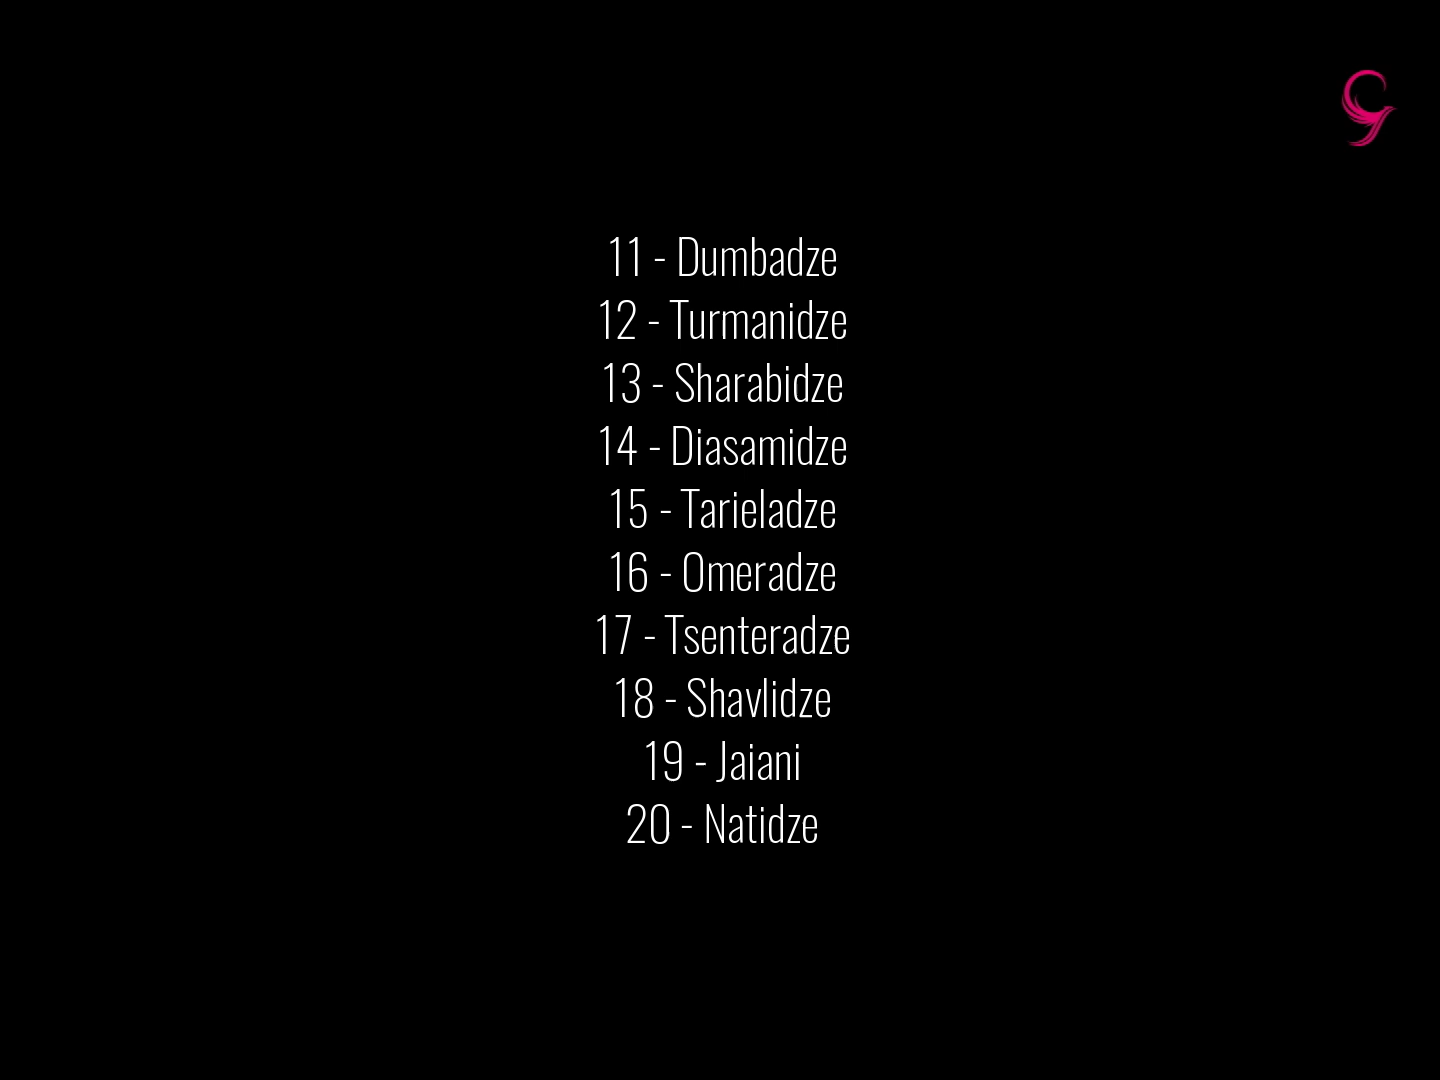 11 - Dumbadze
12 - Turmanidze
13 - Sharabidze
14 - Diasamidze
15 - Tarieladze
16 - Omeradze
17 - Tsenteradze
18 - Shavlidze
19 - Jaiani
20 - Natidze